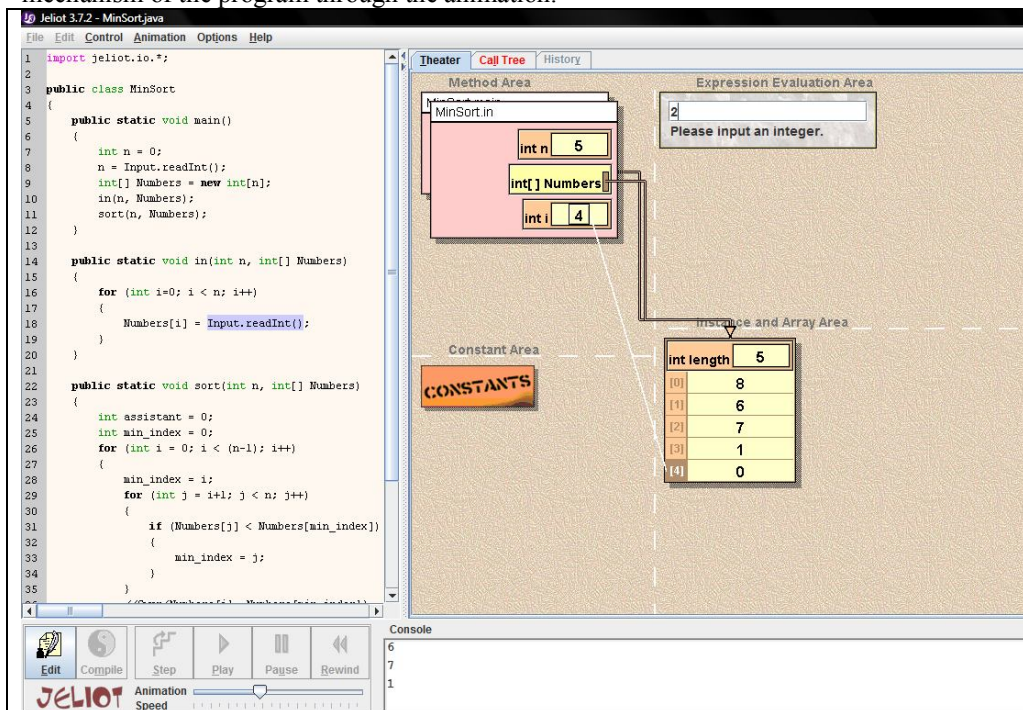 mechanism of the program through the animation.
Jeliot 3.7.2 - MinSort.java
File Edit Control Animation Options Help
1 import jeliot.io.*;
2
3 public class MinSort
4 {
5 public static void main()
6 {
7 int n = 0;
8 n = Input.readInt();
9 int[] Numbers = new int[n];
10 in(n, Numbers);
11 sort(n, Numbers);
12 }
13
14 public static void in(int n, int[] Numbers)
15 {
16 for (int i=0; i < n; i++)
17 {
18 Numbers[i] = Input.readInt();
19 }
20 }
21
22 public static void sort(int n, int[] Numbers)
23 {
24 int assistant = 0;
25 int min_index = 0;
26 for (int i = 0; i < (n-1); i++)
27 {
28 min_index = i;
29 for (int j = i+1; j < n; j++)
30 {
31 if (Numbers[j] < Numbers[min_index])
32 {
33 min_index = j;
34 }
35 }
Theater Call Tree History
Method Area
MinSort.in
int n 5
int[] Numbers
int i 4
Expression Evaluation Area
2
Please input an integer.
Constant Area
CONSTANTS
Instance and Array Area
int length 5
[0] 8
[1] 6
[2] 7
[3] 1
[4] 0
Edit Compile Step Play Pause Rewind
JELIOT
Animation
Speed
Console
6
7
1